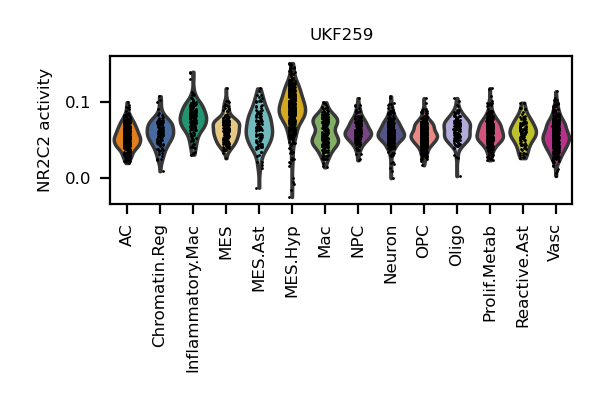 UKF259
NR2C2 activity
0.1
0.0
AC
Chromatin.Reg
Inflammatory.Mac
MES
MES.Ast
MES.Hyp
Mac
NPC
Neuron
OPC
Oligo
Prolif.Metab
Reactive.Ast
Vasc